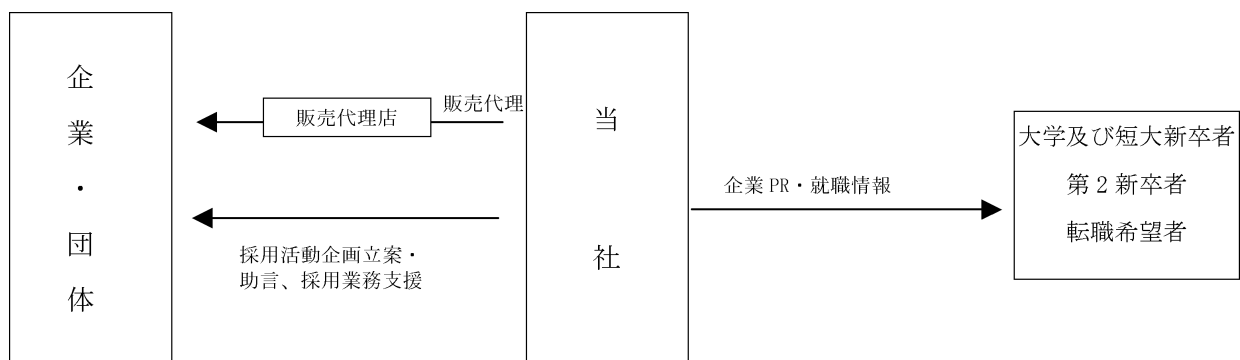 企業・団体
販売代理店
販売代理
採用活動企画立案・
助言、採用業務支援
当社
企業 PR・就職情報
大学及び短大新卒者
第 2 新卒者
転職希望者